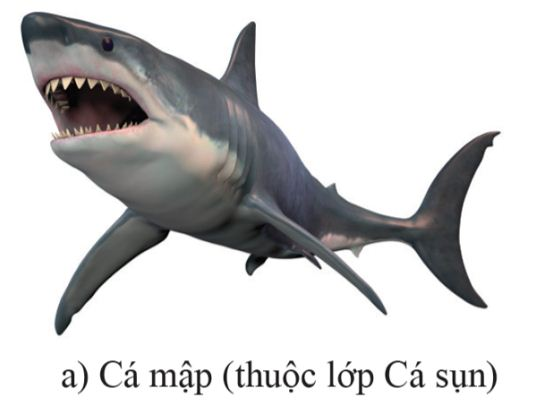 a) Cá mập (thuộc lớp Cá sụn)